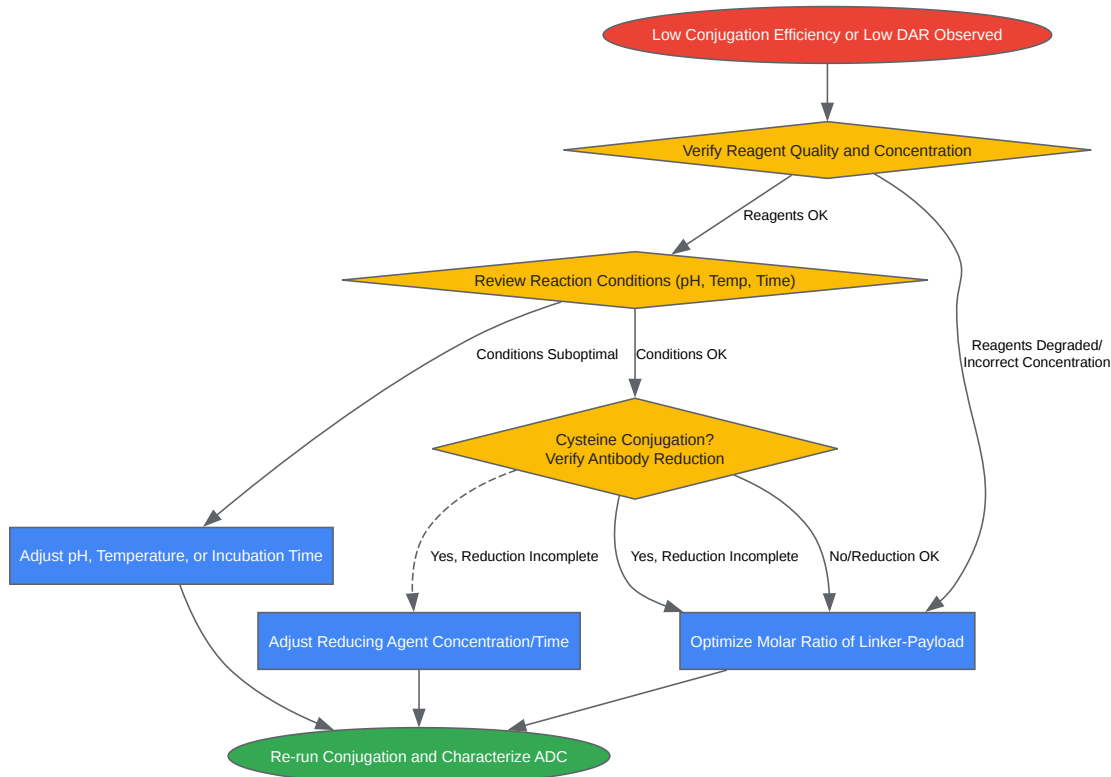 Low Conjugation Efficiency or Low DAR Observed
Verify Reagent Quality and Concentration
Reagents OK
Review Reaction Conditions (pH, Temp, Time)
Reagents Degraded/
Incorrect Concentration
Conditions Suboptimal
Conditions OK
Cysteine Conjugation?
Verify Antibody Reduction
Adjust pH, Temperature, or Incubation Time
Yes, Reduction Incomplete
Yes, Reduction Incomplete
No/Reduction OK
Adjust Reducing Agent Concentration/Time
Optimize Molar Ratio of Linker-Payload
Re-run Conjugation and Characterize ADC